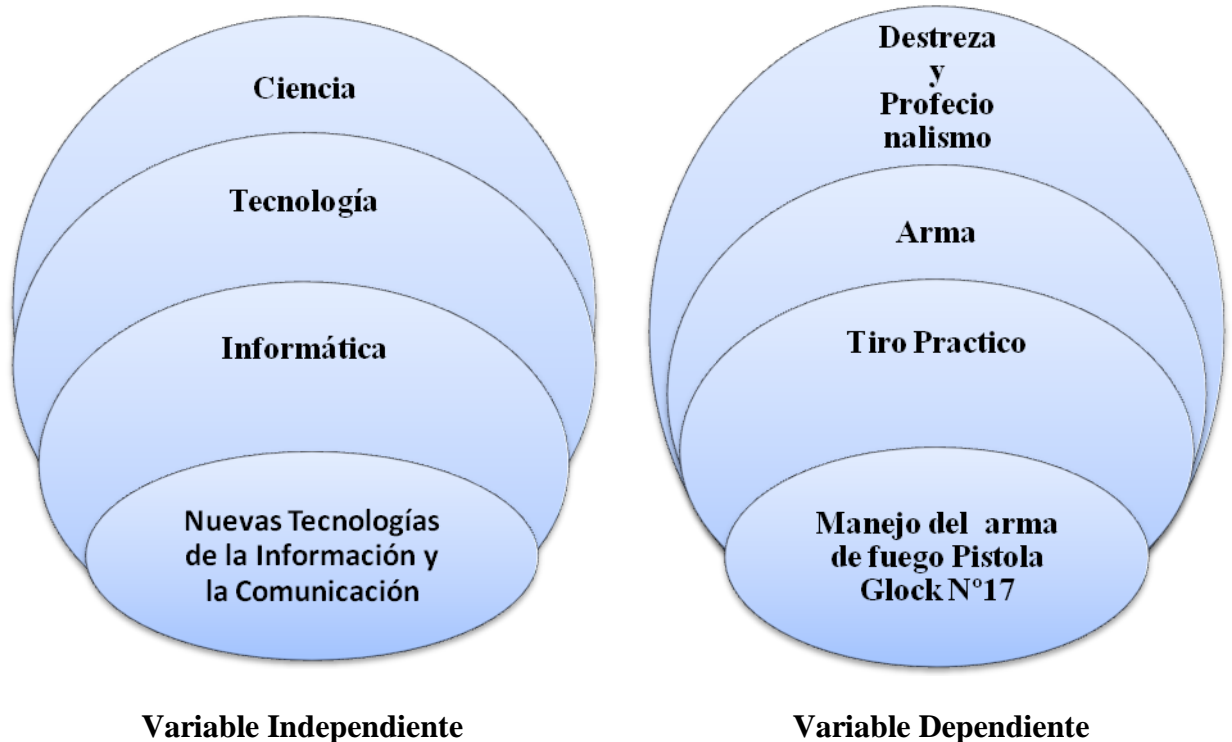 Ciencia
Tecnología
Informática
Nuevas Tecnologías
de la Información y
la Comunicación
Variable Independiente
Destreza
y
Profecio
nalismo
Arma
Tiro Practico
Manejo del arma
de fuego Pistola
Glock Nº17
Variable Dependiente